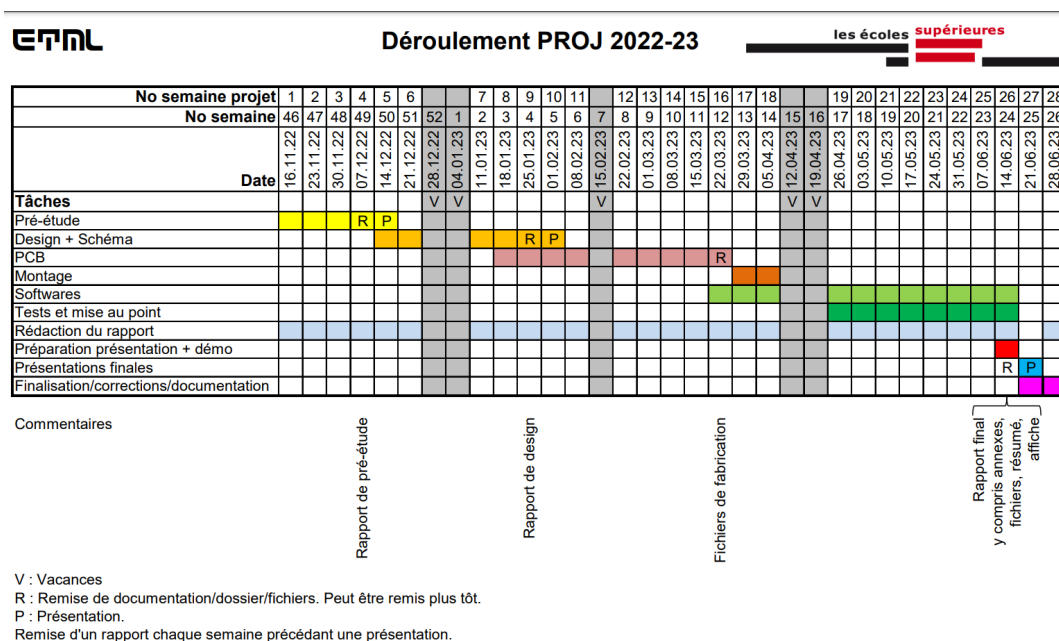 ETML
Déroulement PROJ 2022-23
les écoles supérieures
No semaine projet 1 2 3 4 5 6 7 8 9 10 11 12 13 14 15 16 17 18 19 20 21 22 23 24 25 26 27 28
No semaine 46 47 48 49 50 51 52 1 2 3 4 5 6 7 8 9 10 11 12 13 14 15 16 17 18 19 20 21 22 23 24 25 26
Date 16.11.22 23.11.22 30.11.22 07.12.22 14.12.22 21.12.22 28.12.22 04.01.23 11.01.23 18.01.23 25.01.23 01.02.23 08.02.23 15.02.23 22.02.23 01.03.23 08.03.23 15.03.23 22.03.23 29.03.23 05.04.23 12.04.23 19.04.23 26.04.23 03.05.23 10.05.23 17.05.23 24.05.23 31.05.23 07.06.23 14.06.23 21.06.23 28.06.23
Tâches V V V V V
Pré-étude R P
Design + Schéma R P
PCB R
Montage
Softwares
Tests et mise au point
Rédaction du rapport
Préparation présentation + démo
Présentations finales R P
Finalisation/corrections/documentation
Commentaires
Rapport de pré-étude
Rapport de design
Fichiers de fabrication
Rapport final
y compris annexes,
fichiers, résumé,
affiche
V : Vacances
R : Remise de documentation/dossier/fichiers. Peut être remis plus tôt.
P : Présentation.
Remise d'un rapport chaque semaine précédant une présentation.